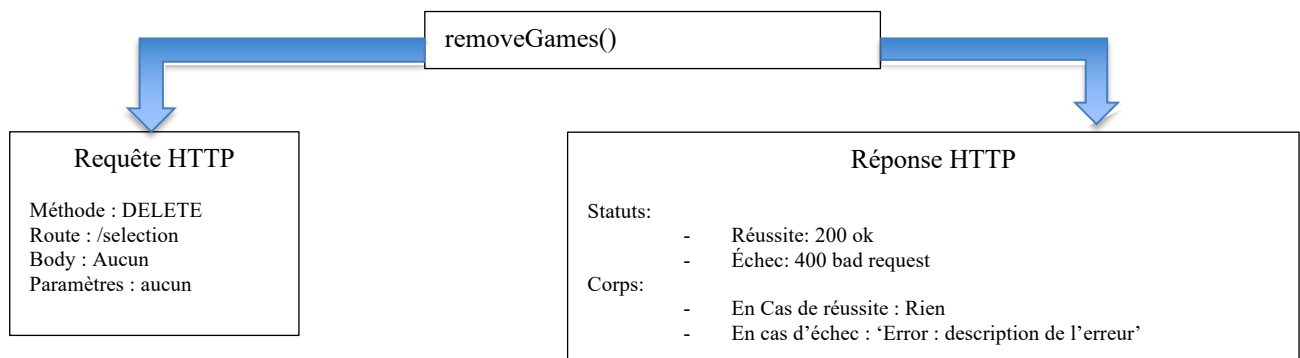 removeGames()
Requête HTTP
Méthode : DELETE
Route : /selection
Body : Aucun
Paramètres : aucun
Réponse HTTP
Statuts:
- Réussite: 200 ok
- Échec: 400 bad request
Corps:
- En Cas de réussite : Rien
- En cas d’échec : ‘Error : description de l’erreur’